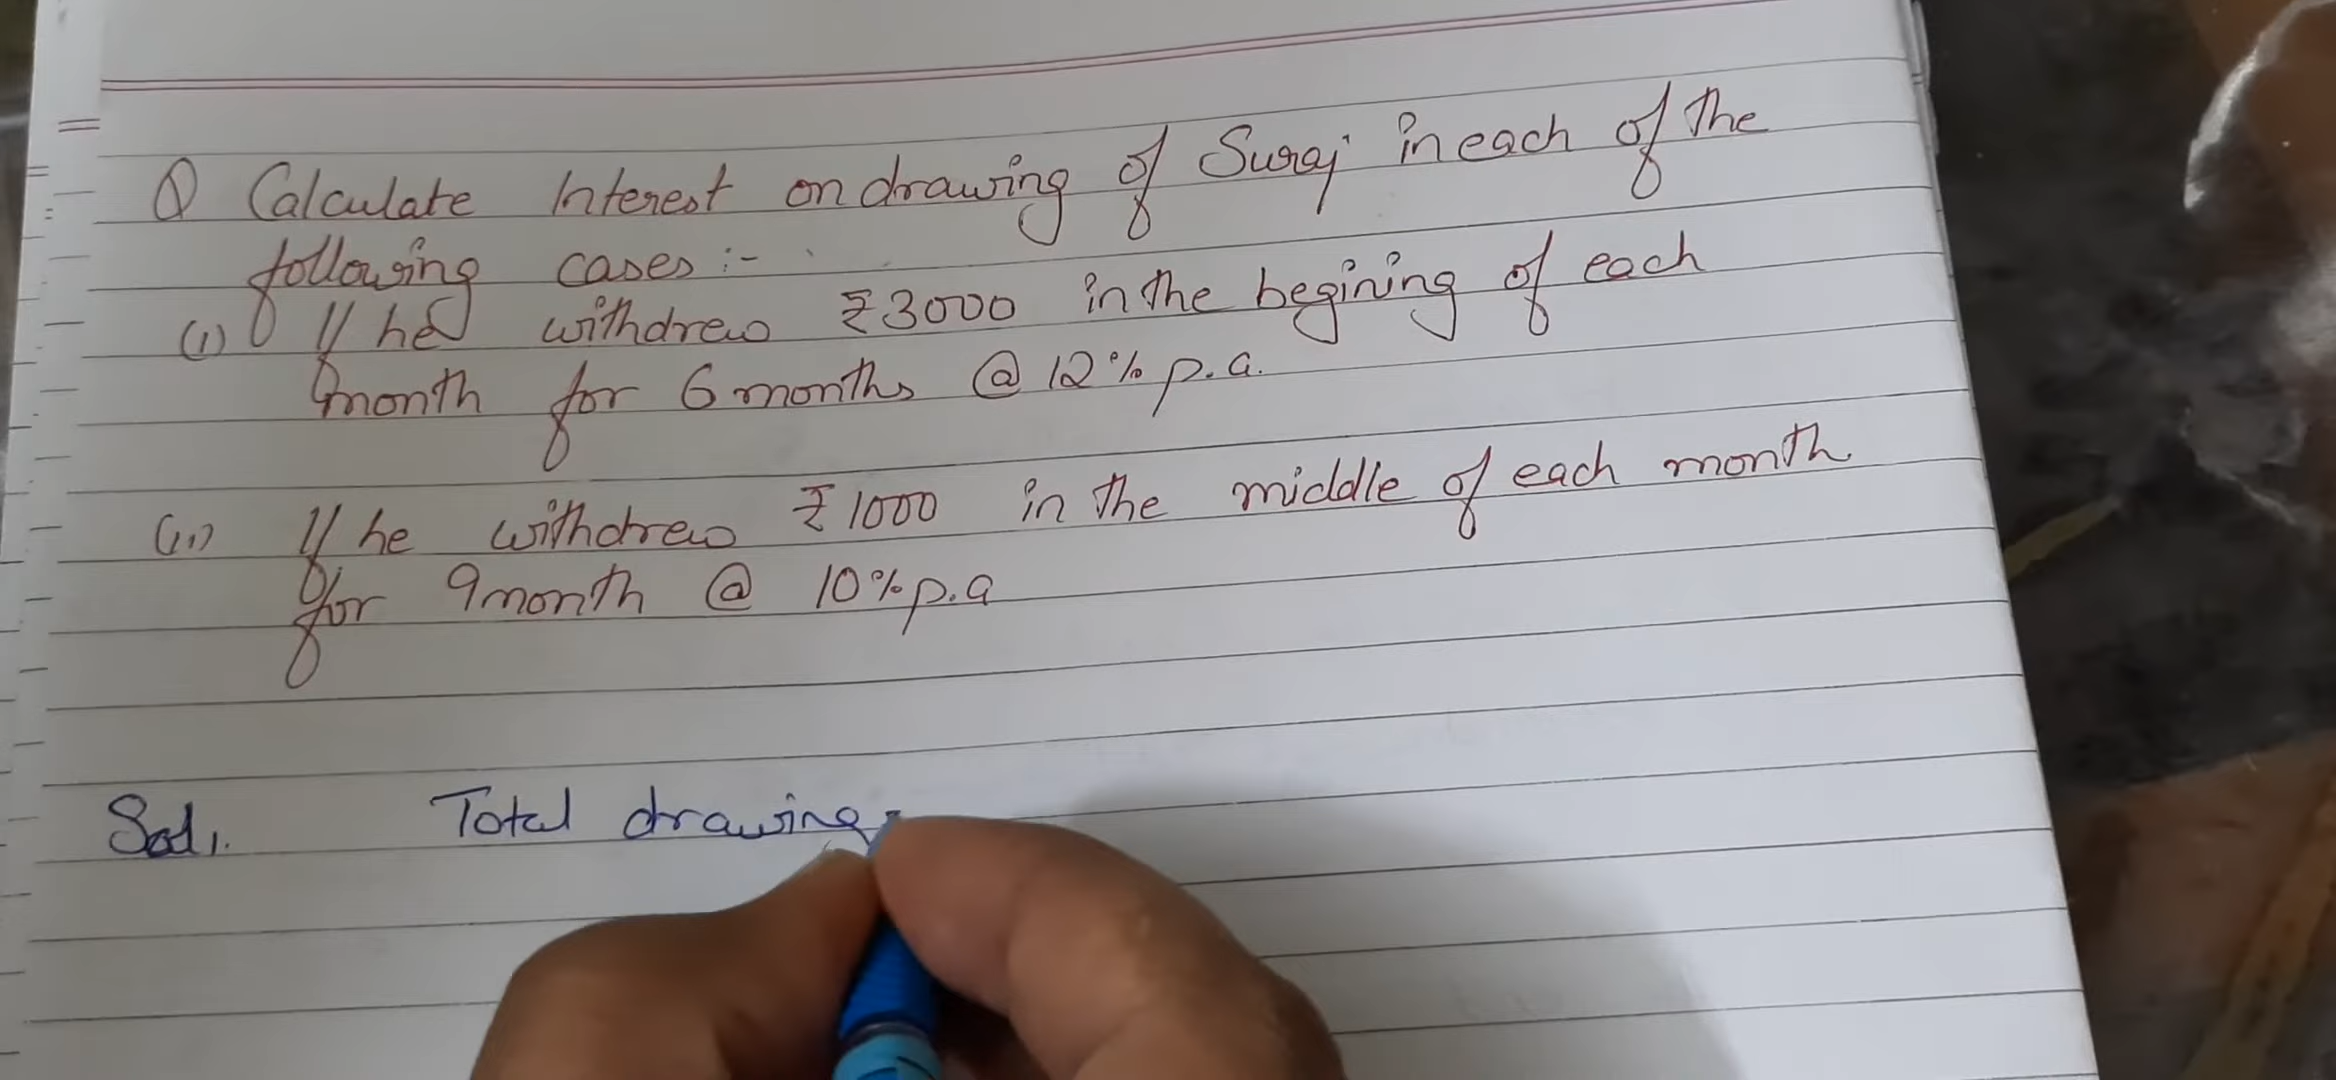 Q Calculate Interest on drawing of Suraj in each of the
following cases :-
(i) If he withdrew ₹3000 in the begining of each
month for 6 months @ 12% p.a.
(ii) If he withdrew ₹1000 in the middle of each month
for 9month @ 10% p.a
Sol. Total drawing